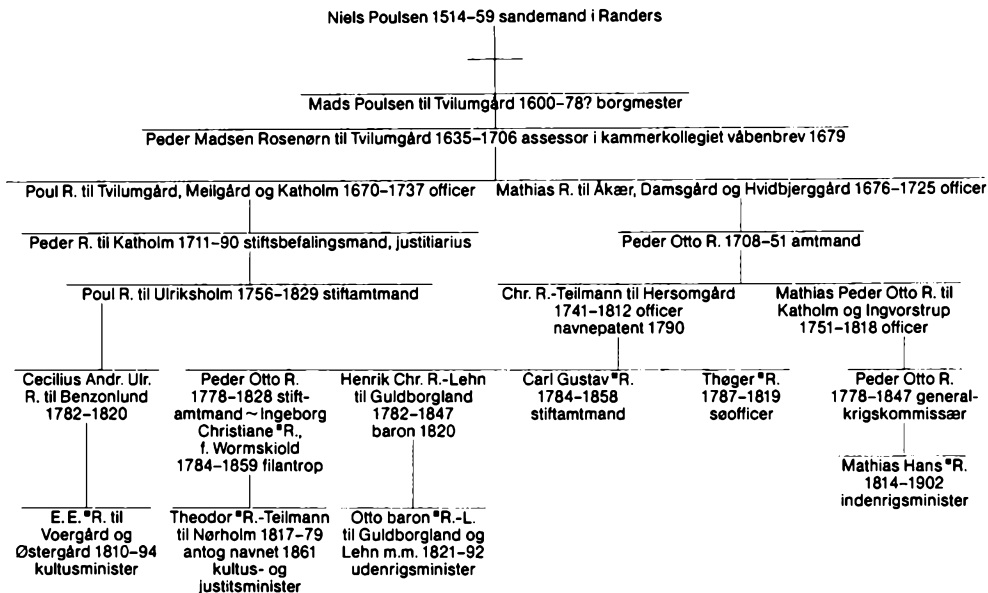 Niels Poulsen 1514–59 sandemand i Randers
Mads Poulsen til Tvilumgård 1600–78? borgmester
Peder Madsen Rosenørn til Tvilumgård 1635–1706 assessor i kammerkollegiet våbenbrev 1679
Poul R. til Tvilumgård, Meilgård og Katholm 1670–1737 officer
Mathias R. til Åkær, Damsgård og Hvidbjerggård 1676–1725 officer
Peder R. til Katholm 1711–90 stiftsbefalingsmand, justitiarius
Peder Otto R. 1708–51 amtmand
Poul R. til Ulriksholm 1756–1829 stiftamtmand
Chr. R.-Teilmann til Hersomgård
1741–1812 officer
navnepatent 1790
Mathias Peder Otto R. til
Katholm og Ingvorstrup
1751–1818 officer
Cecilius Andr. Ulr.
R. til Benzonlund
1782–1820
Peder Otto R.
1778–1828 stift-
amtmand ~ Ingeborg
Christiane ■R.,
f. Wormskiold
1784–1859 filantrop
Henrik Chr. R.-Lehn
til Guldborgland
1782–1847
baron 1820
Carl Gustav ■R.
1784–1858
stiftamtmand
Thøger ■R.
1787–1819
søofficer
Peder Otto R.
1778–1847 general-
krigskommissær
Mathias Hans ■R.
1814–1902
indenrigsminister
E.E. ■R. til
Voergård og
Østergård 1810–94
kultusminister
Theodor ■R.-Teilmann
til Nørholm 1817–79
antog navnet 1861
kultus- og
justitsminister
Otto baron ■R.-L.
til Guldborgland og
Lehn m.m. 1821–92
udenrigsminister